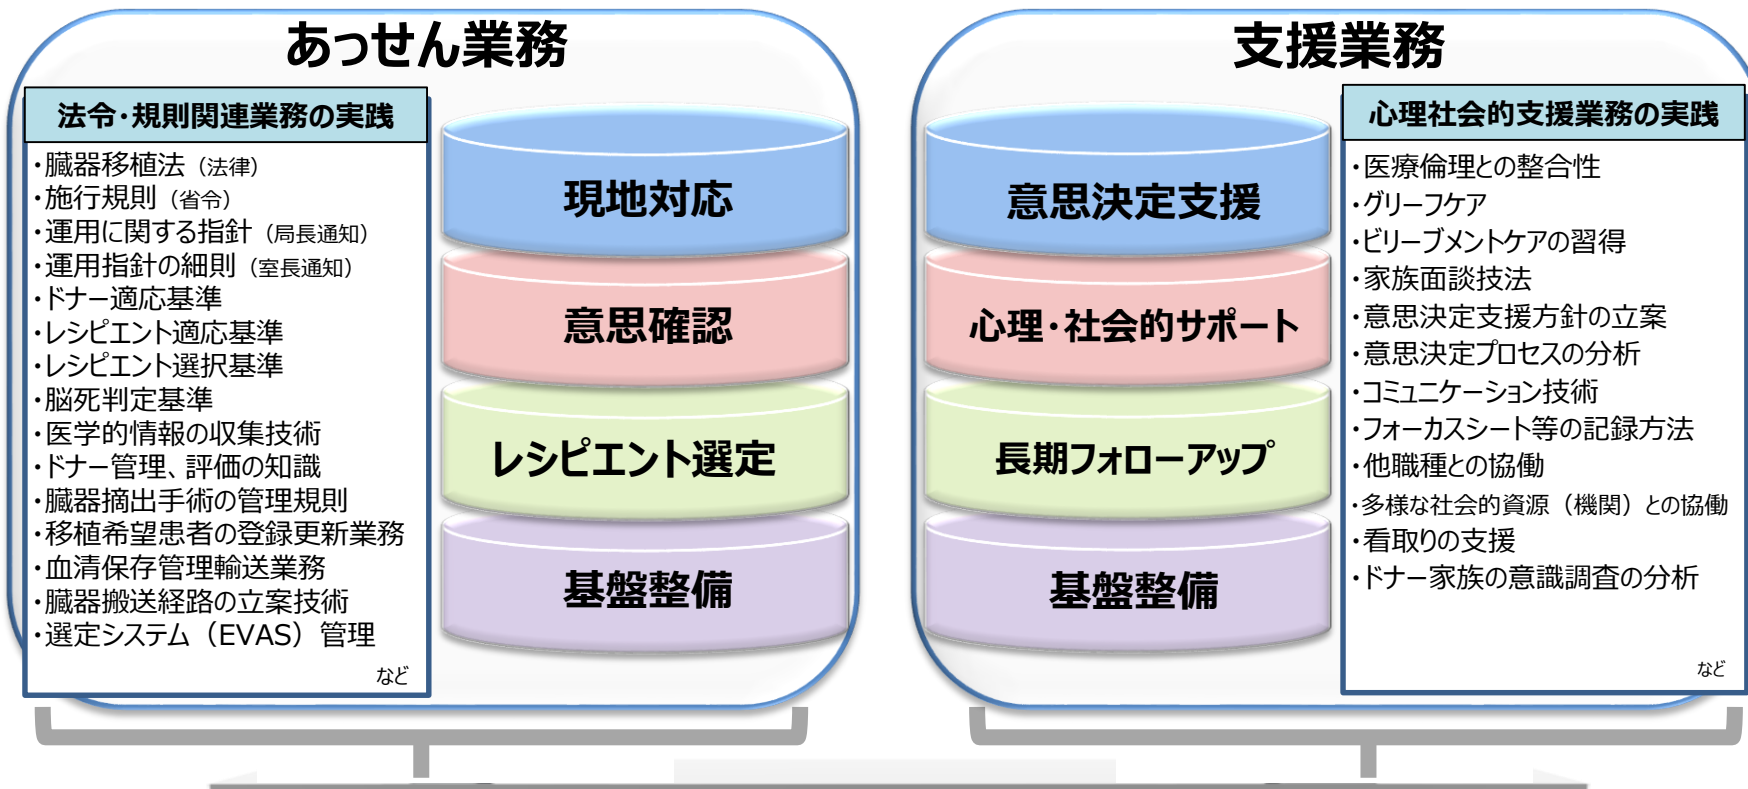 あっせん業務
法令・規則関連業務の実践
・臓器移植法（法律）
・施行規則（省令）
・運用に関する指針（局長通知）
・運用指針の細則（室長通知）
・ドナー適応基準
・レシピエント適応基準
・レシピエント選択基準
・脳死判定基準
・医学的情報の収集技術
・ドナー管理、評価の知識
・臓器摘出手術の管理規則
・移植希望患者の登録更新業務
・血清保存管理輸送業務
・臓器搬送経路の立案技術
・選定システム（EVAS）管理
など
現地対応
意思確認
レシピエント選定
基盤整備
支援業務
意思決定支援
心理・社会的サポート
長期フォローアップ
基盤整備
心理社会的支援業務の実践
・医療倫理との整合性
・グリーフケア
・ビリーブメントケアの習得
・家族面談技法
・意思決定支援方針の立案
・意思決定プロセスの分析
・コミュニケーション技術
・フォーカスシート等の記録方法
・他職種との協働
・多様な社会的資源（機関）との協働
・看取りの支援
・ドナー家族の意識調査の分析
など